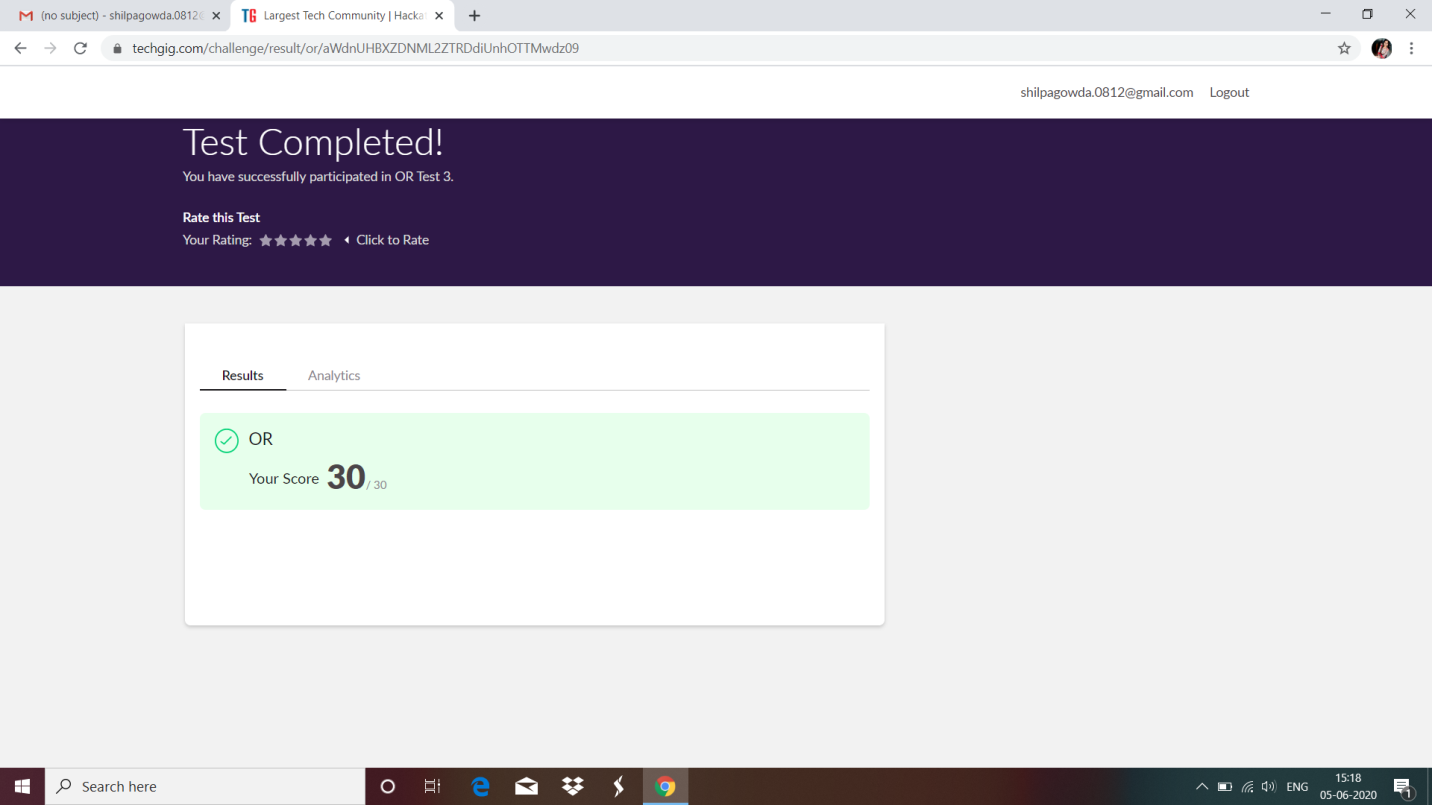 (no subject) - shilpagowda.0812@
TG Largest Tech Community | Hacka
techgig.com/challenge/result/or/aWdnUHBXZDNML2ZTRDdiUnhOTTMwdz09
shilpagowda.0812@gmail.com Logout
Test Completed!
You have successfully participated in OR Test 3.
Rate this Test
Your Rating: Click to Rate
Results Analytics
OR
Your Score 30 / 30
Search here
ENG
15:18
05-06-2020
1